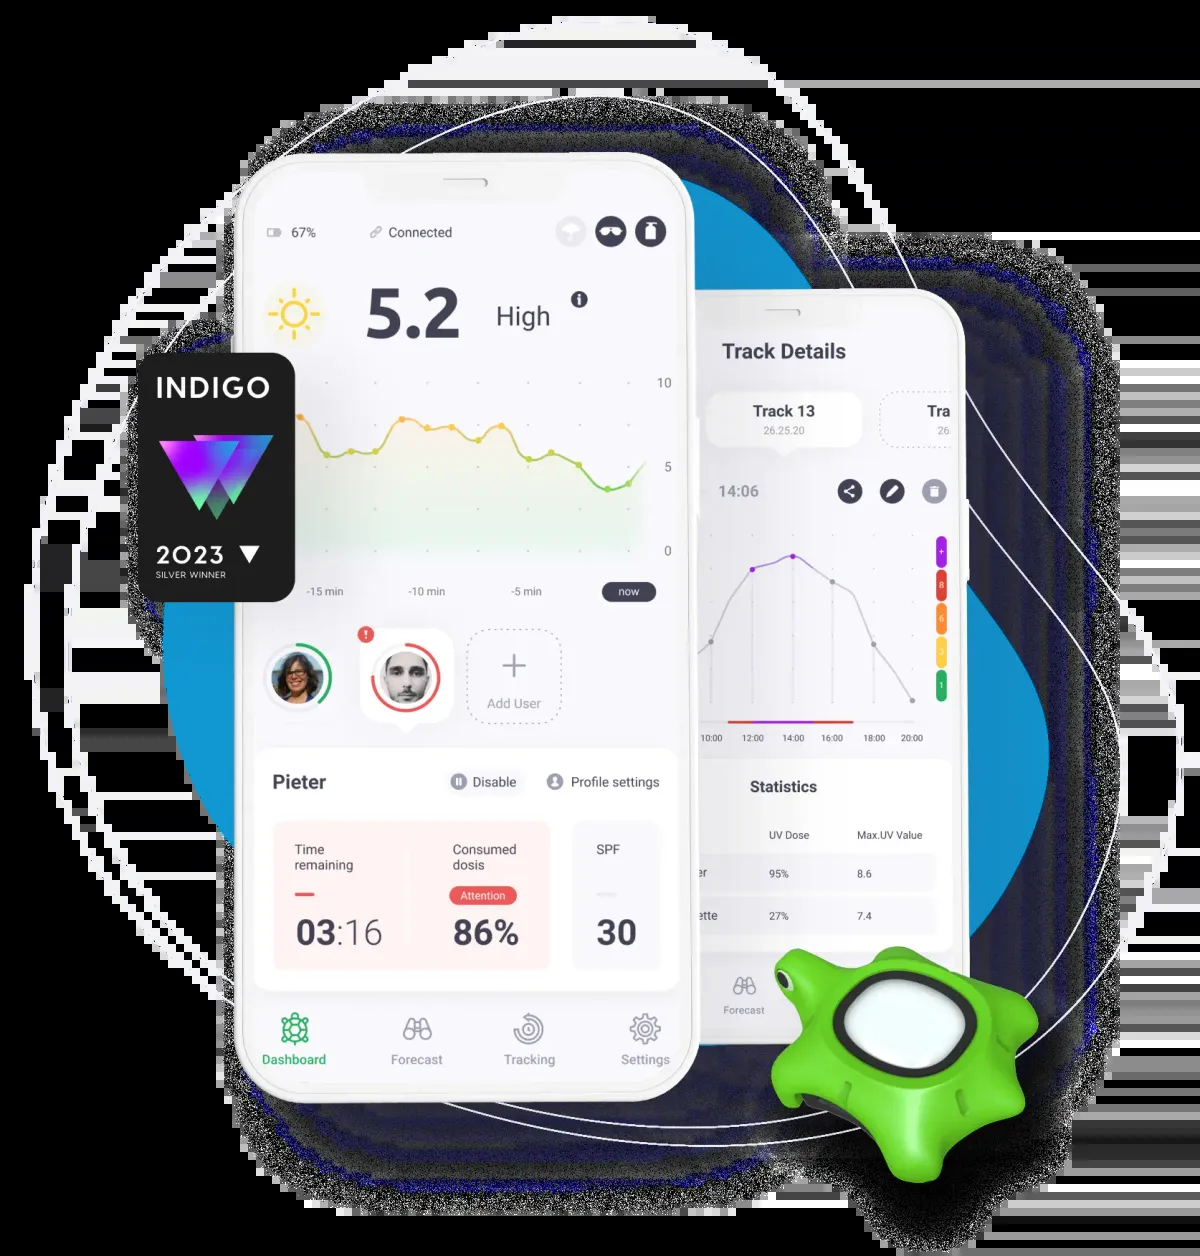 67%
Connected
5.2
High
i
10
5
0
-15 min
-10 min
-5 min
now
INDIGO
2023
SILVER WINNER
!
Add User
Pieter
Disable
Profile settings
Time
remaining
03:16
Consumed
dosis
Attention
86%
SPF
30
Dashboard
Forecast
Tracking
Settings
Track Details
Track 13
26.25.20
Tra
26
14:06
+
8
6
3
1
10:00
12:00
14:00
16:00
18:00
20:00
Statistics
UV Dose
Max.UV Value
er
95%
8.6
ette
27%
7.4
Forecast